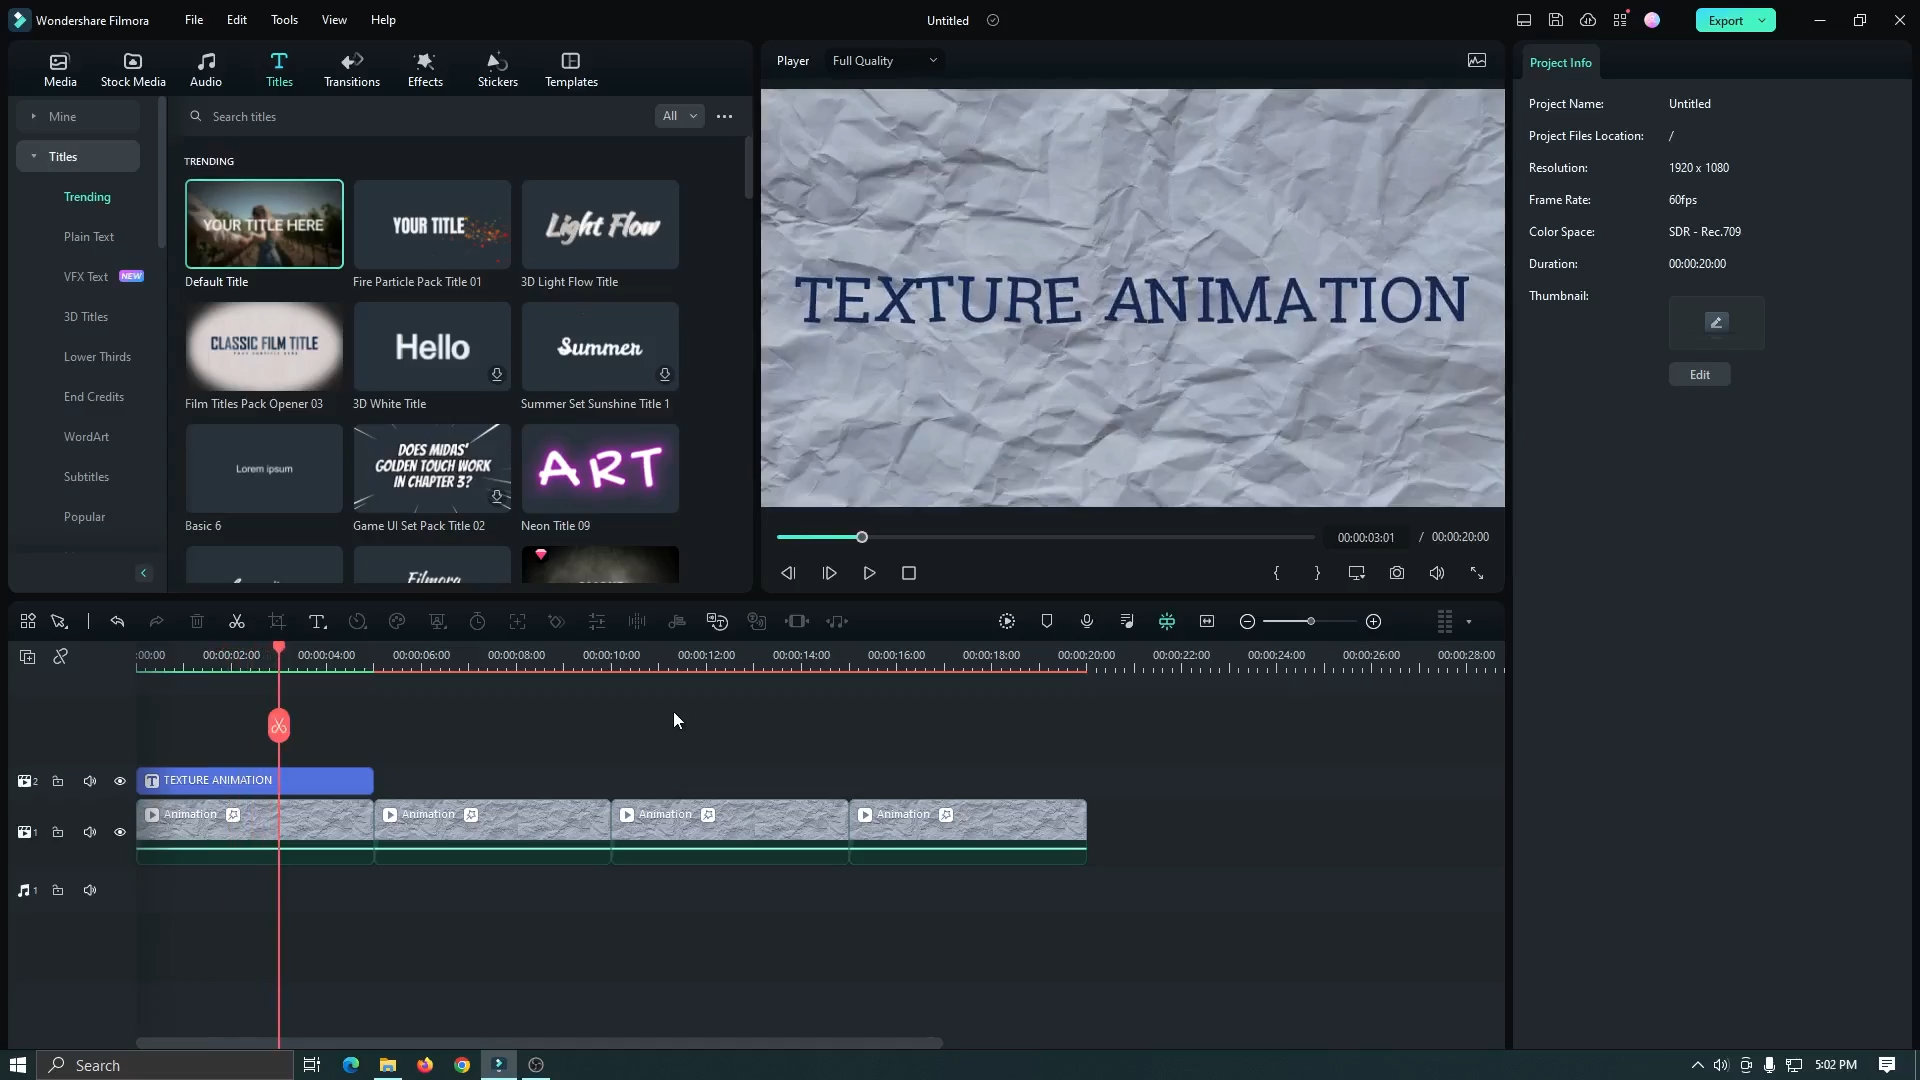 Wondershare Filmora
File
Edit
Tools
View
Help
Untitled
Export
Media
Stock Media
Audio
Titles
Transitions
Effects
Stickers
Templates
Player
Full Quality
Project Info
Mine
Search titles
All
Titles
Trending
Plain Text
VFX Text NEW
3D Titles
Lower Thirds
End Credits
WordArt
Subtitles
Popular
TRENDING
YOUR TITLE HERE
YOUR TITLE
Light Flow
Default Title
Fire Particle Pack Title 01
3D Light Flow Title
CLASSIC FILM TITLE
Hello
Summer
Film Titles Pack Opener 03
3D White Title
Summer Set Sunshine Title 1
Lorem ipsum
DOES MIDAS'
GOLDEN TOUCH WORK
IN CHAPTER 3?
ART
Basic 6
Game UI Set Pack Title 02
Neon Title 09
Filmora
TEXTURE ANIMATION
00:00:03:01 / 00:00:20:00
Project Name: Untitled
Project Files Location: /
Resolution: 1920 x 1080
Frame Rate: 60fps
Color Space: SDR - Rec.709
Duration: 00:00:20:00
Thumbnail:
Edit
:00:00 00:00:02:00 00:00:04:00 00:00:06:00 00:00:08:00 00:00:10:00 00:00:12:00 00:00:14:00 00:00:16:00 00:00:18:00 00:00:20:00 00:00:22:00 00:00:24:00 00:00:26:00 00:00:28:00
2
T TEXTURE ANIMATION
1
Animation
Animation
Animation
Animation
1
Search
5:02 PM